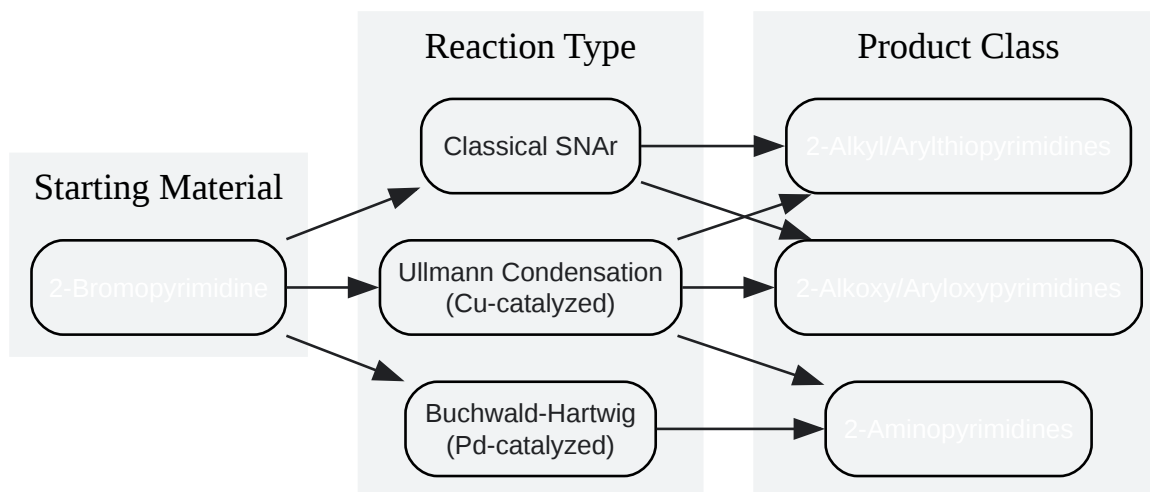 Starting Material
2-Bromopyrimidine
Reaction Type
Classical SNAr
Ullmann Condensation
(Cu-catalyzed)
Buchwald-Hartwig
(Pd-catalyzed)
Product Class
2-Alkyl/Arylthiopyrimidines
2-Alkoxy/Aryloxypyrimidines
2-Aminopyrimidines